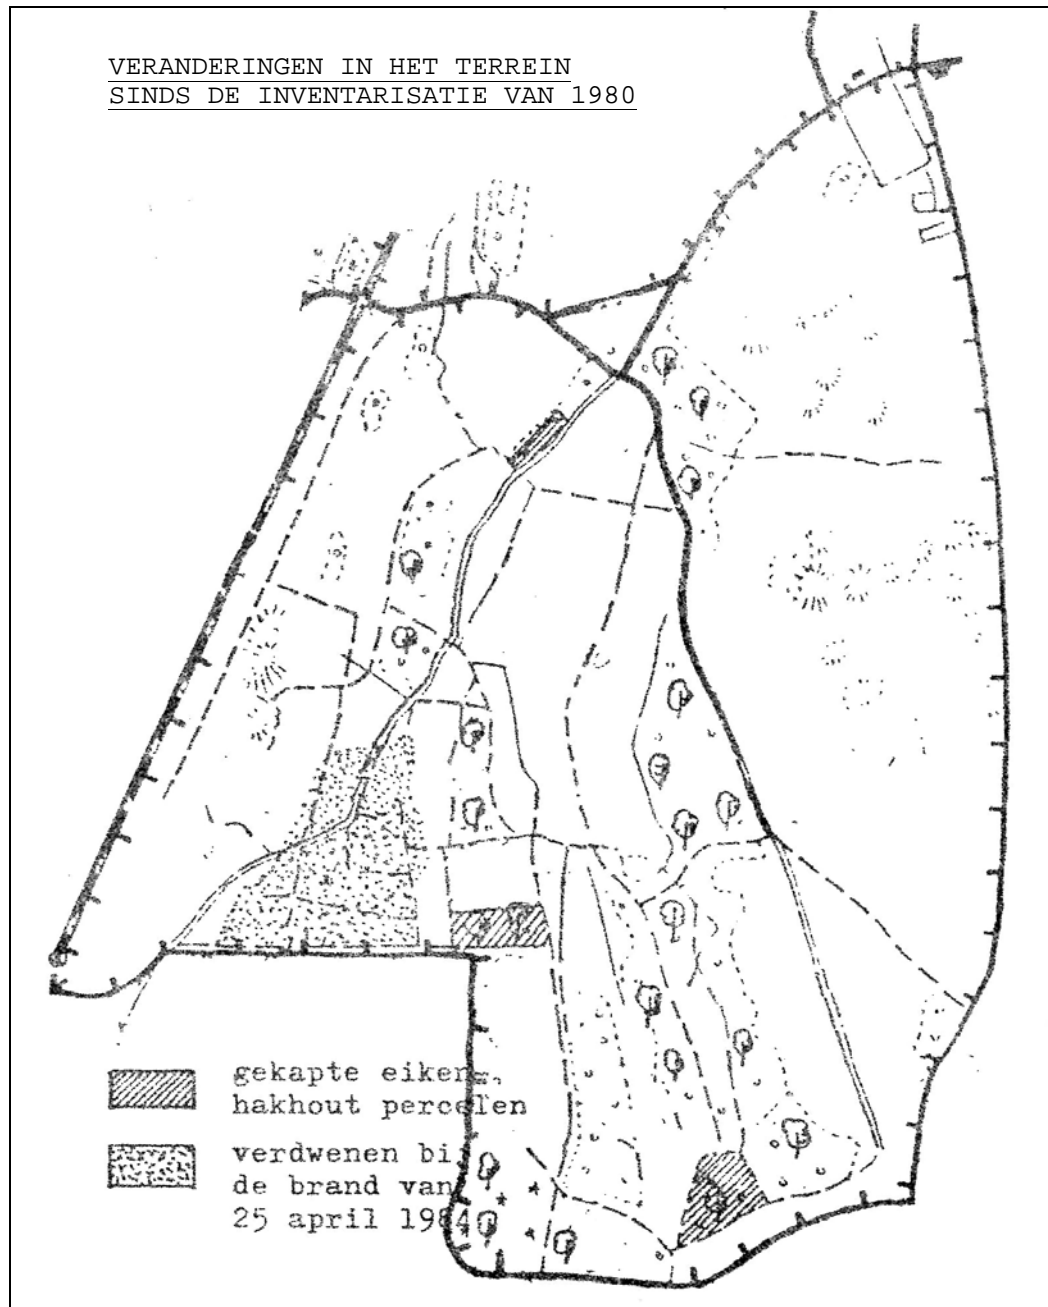 VERANDERINGEN IN HET TERREIN
SINDS DE INVENTARISATIE VAN 1980
gekapte eiken-
hakhout percelen
verdwenen bij
de brand van
25 april 1984